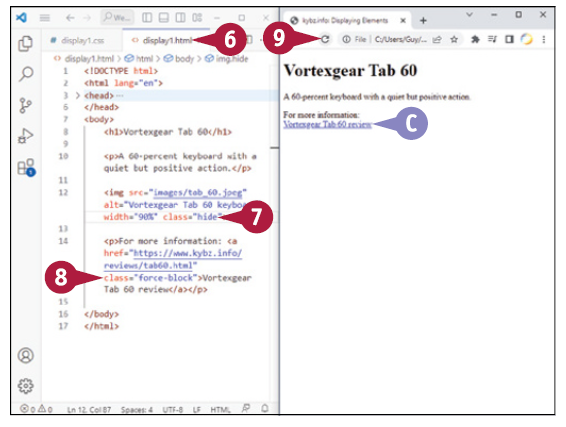 We...
display1.css
display1.html
6
display1.html > html > body > img.hide
1 <!DOCTYPE html>
2 <html lang="en">
3 > <head>...
6 </head>
7 <body>
8 <h1>Vortexgear Tab 60</h1>
9
10 <p>A 60-percent keyboard with a
quiet but positive action.</p>
11
12 <img src="images/tab_60.jpeg"
alt="Vortexgear Tab 60 keyboa
width="90%" class="hide"
7
13
14 <p>For more information: <a
href="https://www.kybz.info/
reviews/tab60.html"
8
class="force-block">Vortexgear
Tab 60 review</a></p>
15
16 </body>
17 </html>
0 0 Ln 12, Col 87 Spaces: 4 UTF-8 LF HTML
kybz.info: Displaying Elements
9
File C:/Users/Guy/...
Vortexgear Tab 60
A 60-percent keyboard with a quiet but positive action.
For more information:
Vortexgear Tab 60 review
C